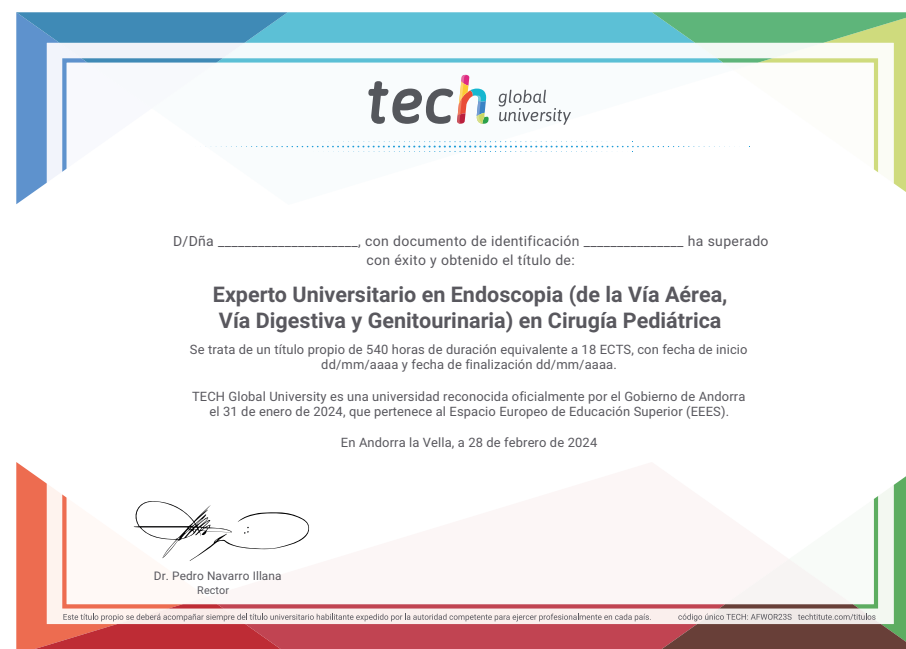 tech global
university
D/Dña _____________________, con documento de identificación _______________ ha superado
con éxito y obtenido el título de:
Experto Universitario en Endoscopia (de la Vía Aérea,
Vía Digestiva y Genitourinaria) en Cirugía Pediátrica
Se trata de un título propio de 540 horas de duración equivalente a 18 ECTS, con fecha de inicio
dd/mm/aaaa y fecha de finalización dd/mm/aaaa.
TECH Global University es una universidad reconocida oficialmente por el Gobierno de Andorra
el 31 de enero de 2024, que pertenece al Espacio Europeo de Educación Superior (EEES).
En Andorra la Vella, a 28 de febrero de 2024
Dr. Pedro Navarro Illana
Rector
Este título propio se deberá acompañar siempre del título universitario habilitante expedido por la autoridad competente para ejercer profesionalmente en cada país. código único TECH: AFWOR23S techtitute.com/titulos